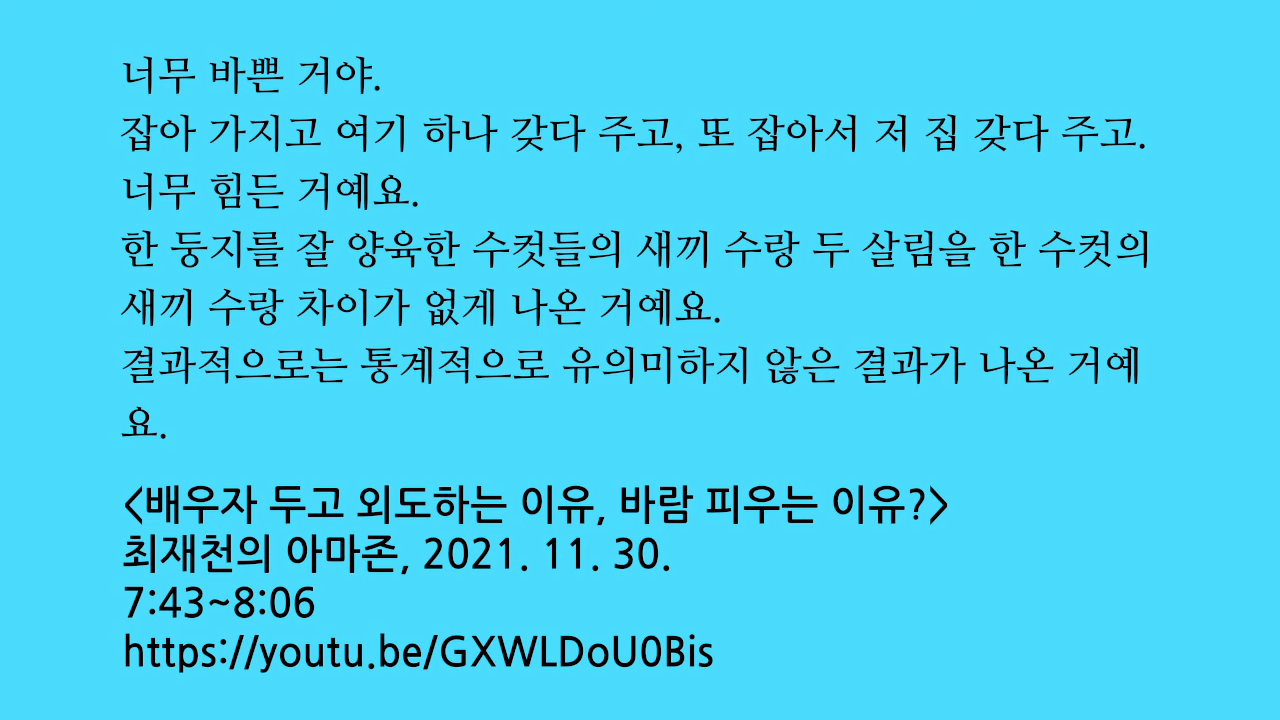 너무 바쁜 거야.
잡아 가지고 여기 하나 갖다 주고, 또 잡아서 저 집 갖다 주고.
너무 힘든 거예요.
한 둥지를 잘 양육한 수컷들의 새끼 수랑 두 살림을 한 수컷의
새끼 수랑 차이가 없게 나온 거예요.
결과적으로는 통계적으로 유의미하지 않은 결과가 나온 거예
요.
<배우자 두고 외도하는 이유, 바람 피우는 이유?>
최재천의 아마존, 2021. 11. 30.
7:43~8:06
https://youtu.be/GXWLDoU0Bis